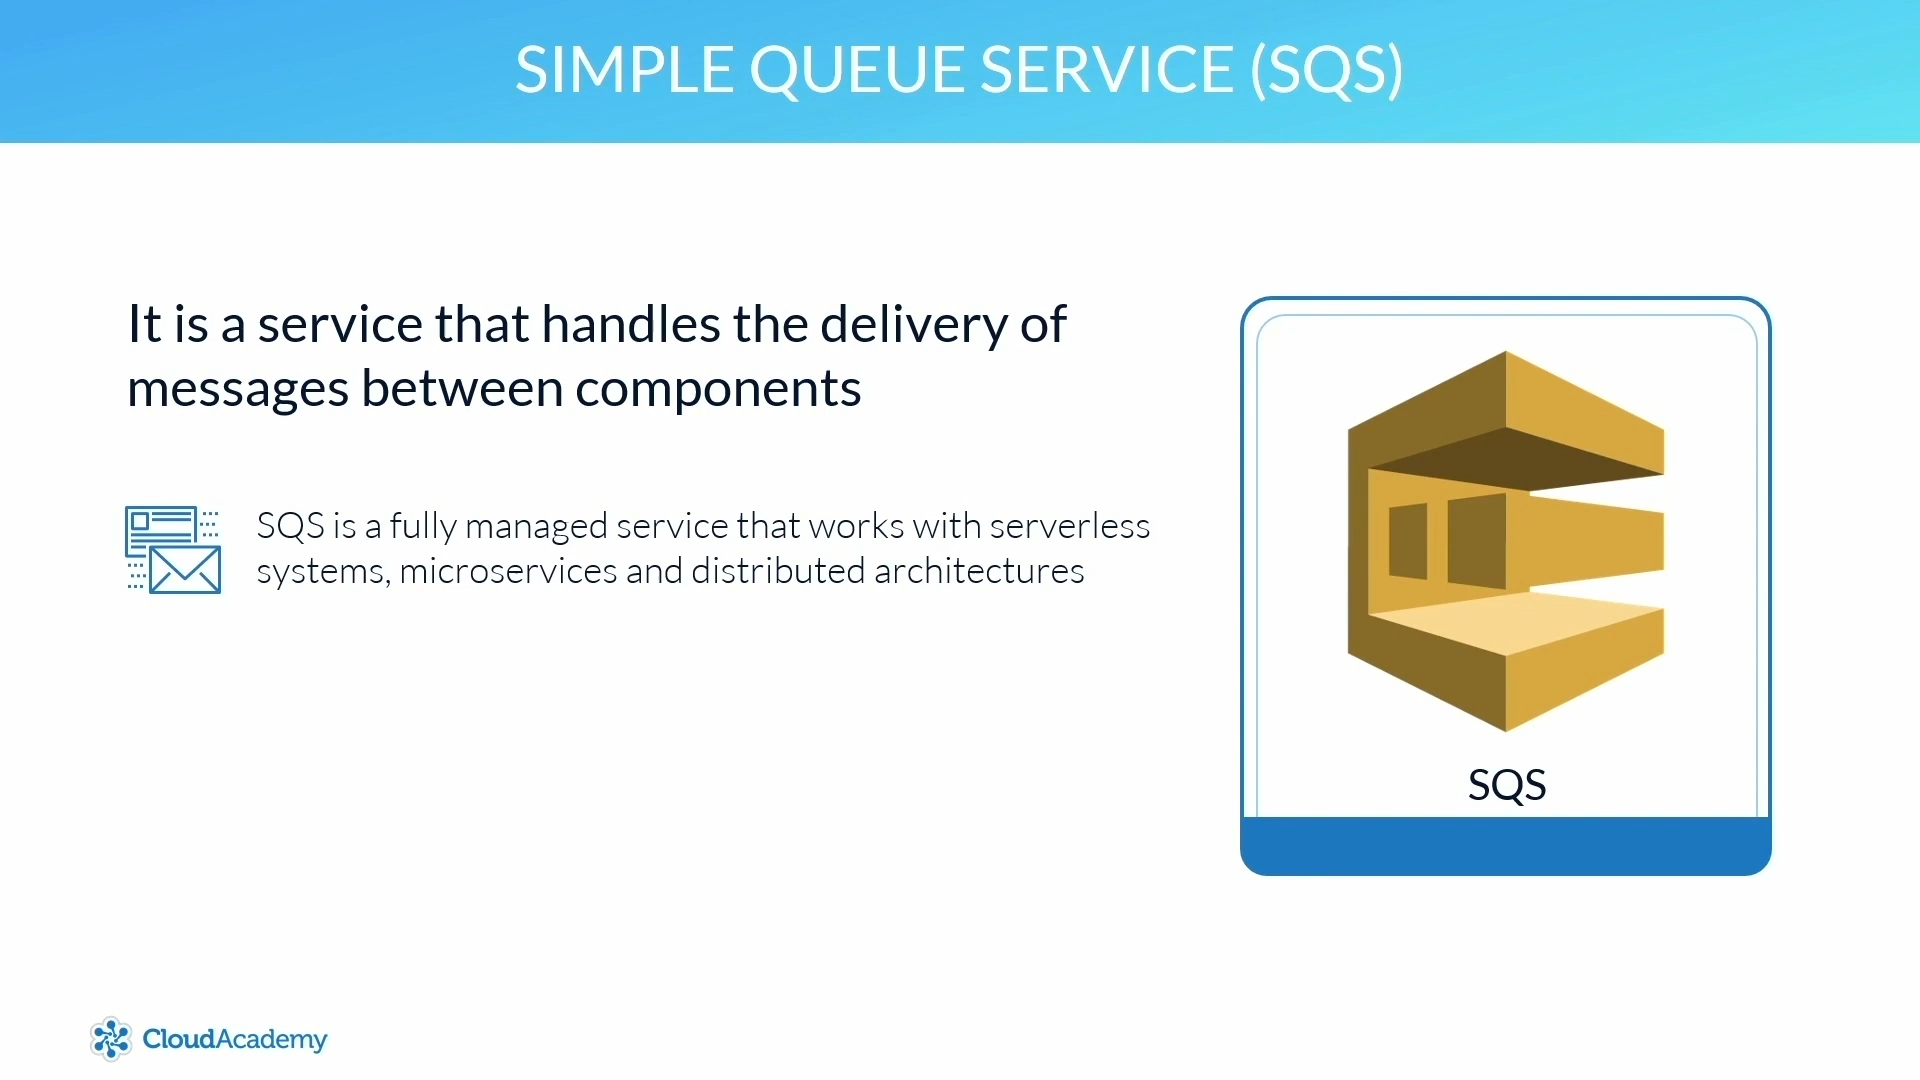 SIMPLE QUEUE SERVICE (SQS)
It is a service that handles the delivery of
messages between components
SQS is a fully managed service that works with serverless
systems, microservices and distributed architectures
SQS
CloudAcademy